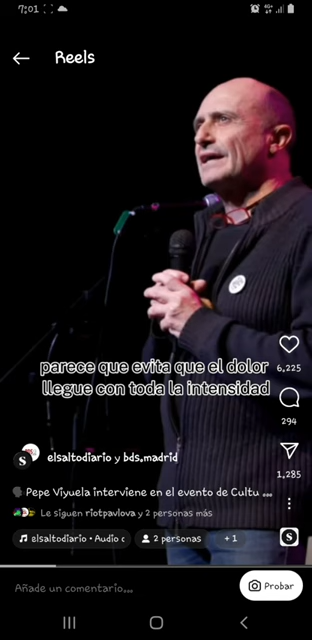 7:01
4G+
Reels
parece que evita que el dolor
llegue con toda la intensidad
6,225
294
1,285
elsaltodiario y bds.madrid
Pepe Viyuela interviene en el evento de Cultu ...
Le siguen riotpavlova y 2 personas más
elsaltodiario • Audio o
2 personas
+ 1
S
S
Añade un comentario...
Probar